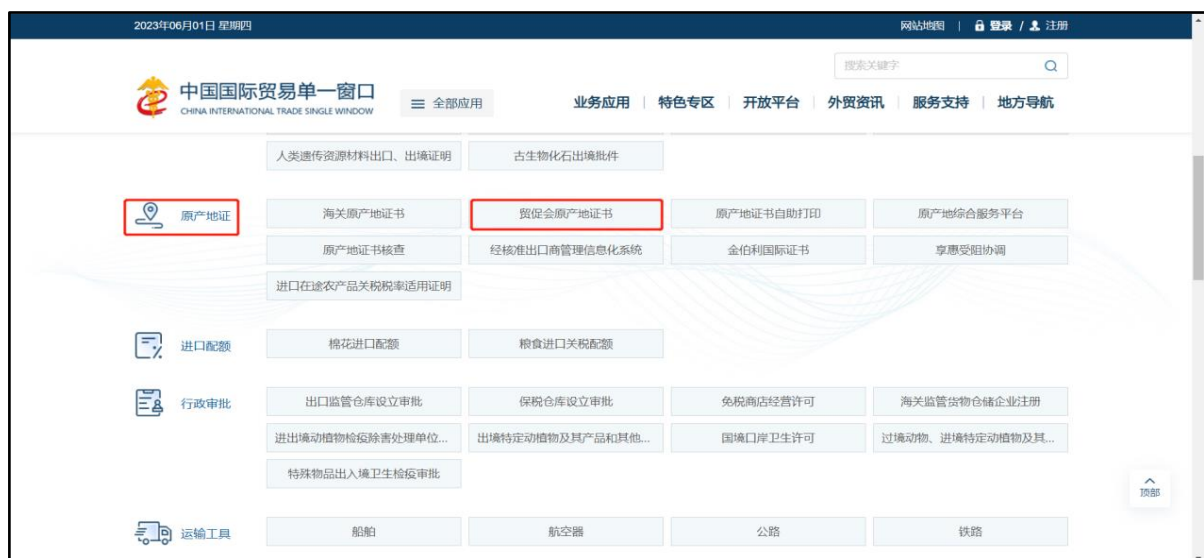 2023年06月01日 星期四 网站地图 | 登录 / 注册
搜索关键字
中国国际贸易单一窗口
CHINA INTERNATIONAL TRADE SINGLE WINDOW
全部应用 业务应用 特色专区 开放平台 外贸资讯 服务支持 地方导航
人类遗传资源材料出口、出境证明 古生物化石出境批件
原产地证 海关原产地证书 贸促会原产地证书 原产地证书自助打印 原产地综合服务平台
原产地证书核查 经核准出口商管理信息化系统 金伯利国际证书 享惠受阻协调
进口在途农产品关税税率适用证明
进口配额 棉花进口配额 粮食进口关税配额
行政审批 出口监管仓库设立审批 保税仓库设立审批 免税商店经营许可 海关监管货物仓储企业注册
进出境动植物检疫除害处理单位... 出境特定动植物及其产品和其他... 国境口岸卫生许可 过境动物、进境特定动植物及其...
特殊物品出入境卫生检疫审批
顶部
运输工具 船舶 航空器 公路 铁路